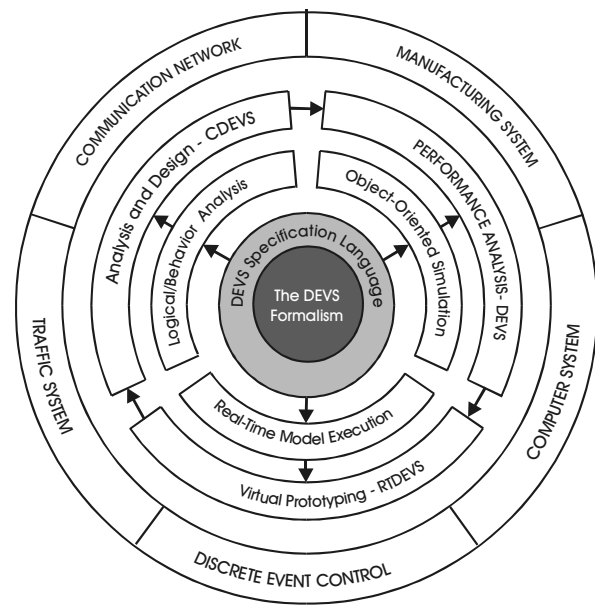 COMMUNICATION NETWORK
MANUFACTURING SYSTEM
COMPUTER SYSTEM
DISCRETE EVENT CONTROL
TRAFFIC SYSTEM
Analysis and Design - CDEVS
PERFORMANCE ANALYSIS- DEVS
Virtual Prototyping - RTDEVS
Logical/Behavior Analysis
Object-Oriented Simulation
Real-Time Model Execution
DEVS Specification Language
The DEVS
Formalism